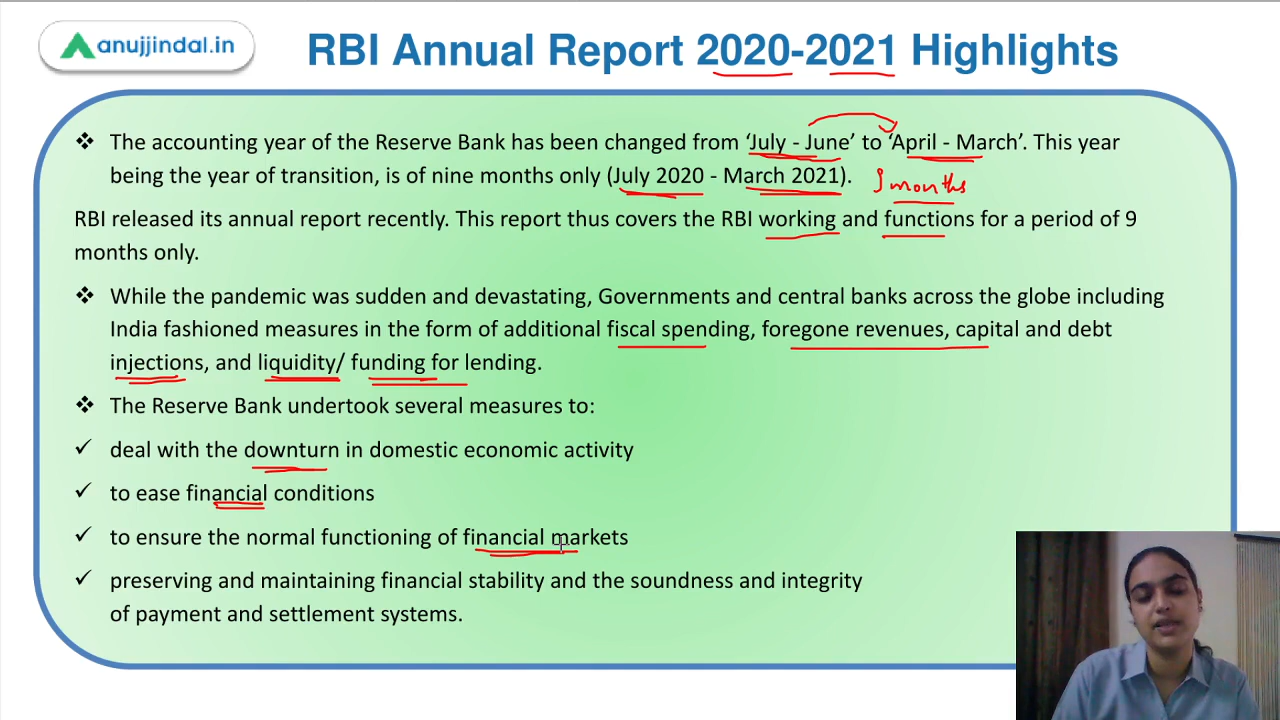 anujjindal.in
RBI Annual Report 2020-2021 Highlights
❖ The accounting year of the Reserve Bank has been changed from ‘July - June’ to ‘April - March’. This year
being the year of transition, is of nine months only (July 2020 - March 2021).
9 months
RBI released its annual report recently. This report thus covers the RBI working and functions for a period of 9
months only.
❖ While the pandemic was sudden and devastating, Governments and central banks across the globe including
India fashioned measures in the form of additional fiscal spending, foregone revenues, capital and debt
injections, and liquidity/ funding for lending.
❖ The Reserve Bank undertook several measures to:
✓ deal with the downturn in domestic economic activity
✓ to ease financial conditions
✓ to ensure the normal functioning of financial markets
✓ preserving and maintaining financial stability and the soundness and integrity
of payment and settlement systems.